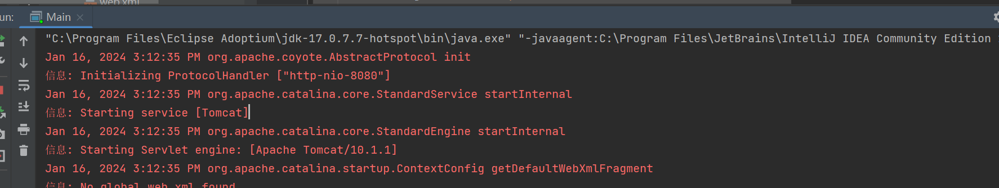 web.xml
un: Main
"C:\Program Files\Eclipse Adoptium\jdk-17.0.7.7-hotspot\bin\java.exe" "-javaagent:C:\Program Files\JetBrains\IntelliJ IDEA Community Edition
Jan 16, 2024 3:12:35 PM org.apache.coyote.AbstractProtocol init
信息: Initializing ProtocolHandler ["http-nio-8080"]
Jan 16, 2024 3:12:35 PM org.apache.catalina.core.StandardService startInternal
信息: Starting service [Tomcat]
Jan 16, 2024 3:12:35 PM org.apache.catalina.core.StandardEngine startInternal
信息: Starting Servlet engine: [Apache Tomcat/10.1.1]
Jan 16, 2024 3:12:35 PM org.apache.catalina.startup.ContextConfig getDefaultWebXmlFragment
信息: No global web.xml found